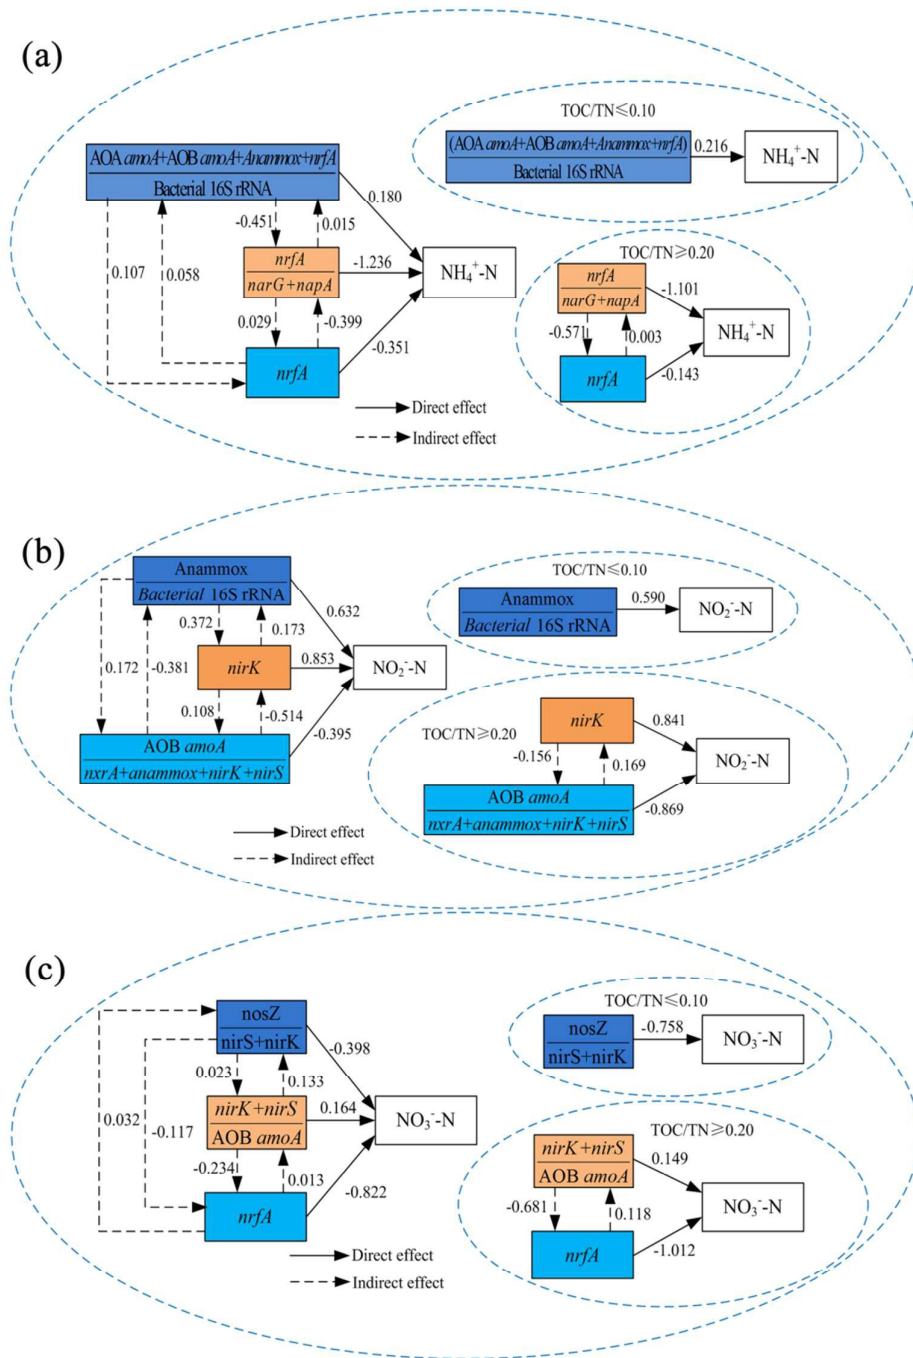 (a)
TOC/TN≤0.10
AOA amoA+AOB amoA+Anammox+nrfA
Bacterial 16S rRNA
(AOA amoA+AOB amoA+Anammox+nrfA)
Bacterial 16S rRNA
0.216
NH₄⁺-N
0.180
-0.451
0.015
0.107
0.058
nrfA
narG+napA
-1.236
NH₄⁺-N
0.029
-0.399
-0.351
nrfA
TOC/TN≥0.20
nrfA
narG+napA
-1.101
-0.571
0.003
NH₄⁺-N
nrfA
-0.143
Direct effect
Indirect effect
(b)
Anammox
Bacterial 16S rRNA
TOC/TN≤0.10
Anammox
Bacterial 16S rRNA
0.590
NO₂⁻-N
0.632
0.372
0.173
0.172
-0.381
nirK
0.853
NO₂⁻-N
0.108
-0.514
-0.395
AOB amoA
nxrA+anammox+nirK+nirS
TOC/TN≥0.20
nirK
0.841
-0.156
0.169
NO₂⁻-N
AOB amoA
nxrA+anammox+nirK+nirS
-0.869
Direct effect
Indirect effect
(c)
nosZ
nirS+nirK
TOC/TN≤0.10
nosZ
nirS+nirK
-0.758
NO₃⁻-N
-0.398
0.023
0.133
0.032
-0.117
nirK+nirS
AOB amoA
0.164
NO₃⁻-N
-0.234
0.013
-0.822
nrfA
TOC/TN≥0.20
nirK+nirS
AOB amoA
0.149
-0.681
0.118
NO₃⁻-N
nrfA
-1.012
Direct effect
Indirect effect